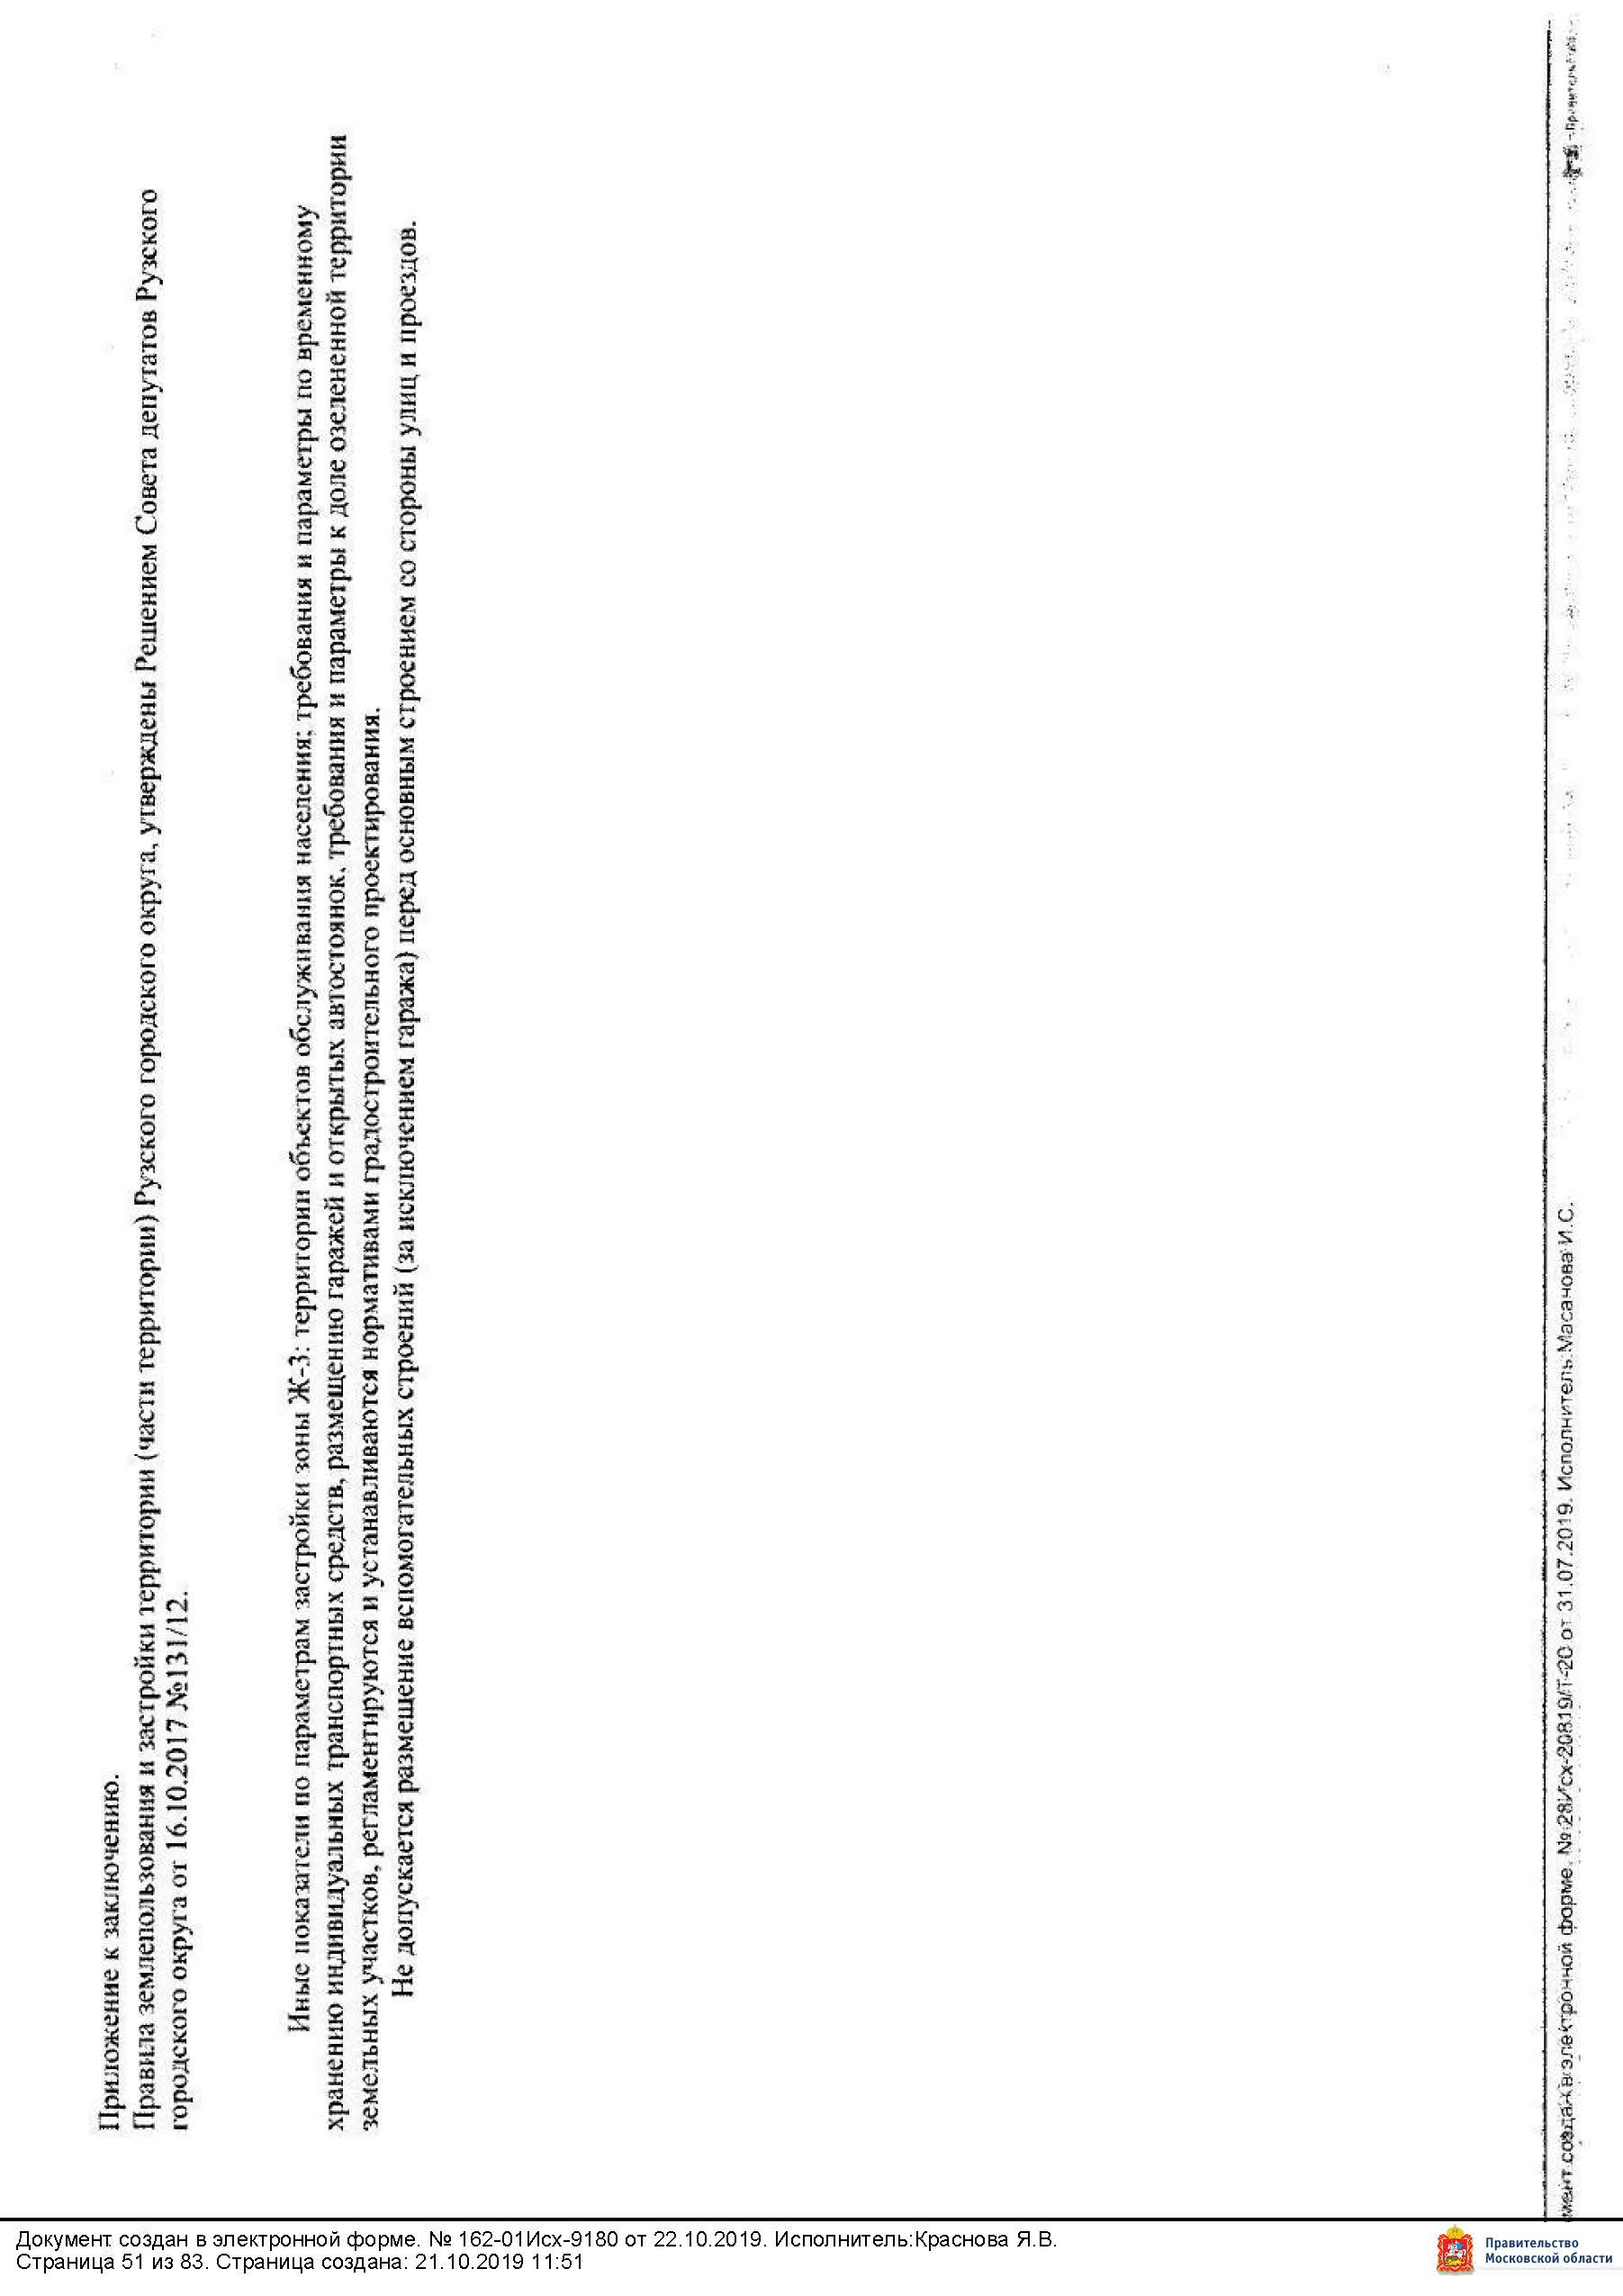 Приложение к заключению.
Правила землепользования и застройки территории (части территории) Рузского городского округа, утверждены Решением Совета депутатов Рузского
городского округа от 16.10.2017 №131/12.
Иные показатели по параметрам застройки зоны Ж-3: территории объектов обслуживания населения; требования и параметры по временному
хранению индивидуальных транспортных средств, размещению гаражей и открытых автостоянок, требования и параметры к доле озелененной территории
земельных участков, регламентируются и устанавливаются нормативами градостроительного проектирования.
Не допускается размещение вспомогательных строений (за исключением гаража) перед основным строением со стороны улиц и проездов.
создан в электронной форме. № 28Исх-20819/Т-20 от 31.07.2019. Исполнитель:Масанова И.С.
Документ создан в электронной форме. № 162-01Исх-9180 от 22.10.2019. Исполнитель:Краснова Я.В.
Страница 51 из 83. Страница создана: 21.10.2019 11:51
Правительство
Московской области